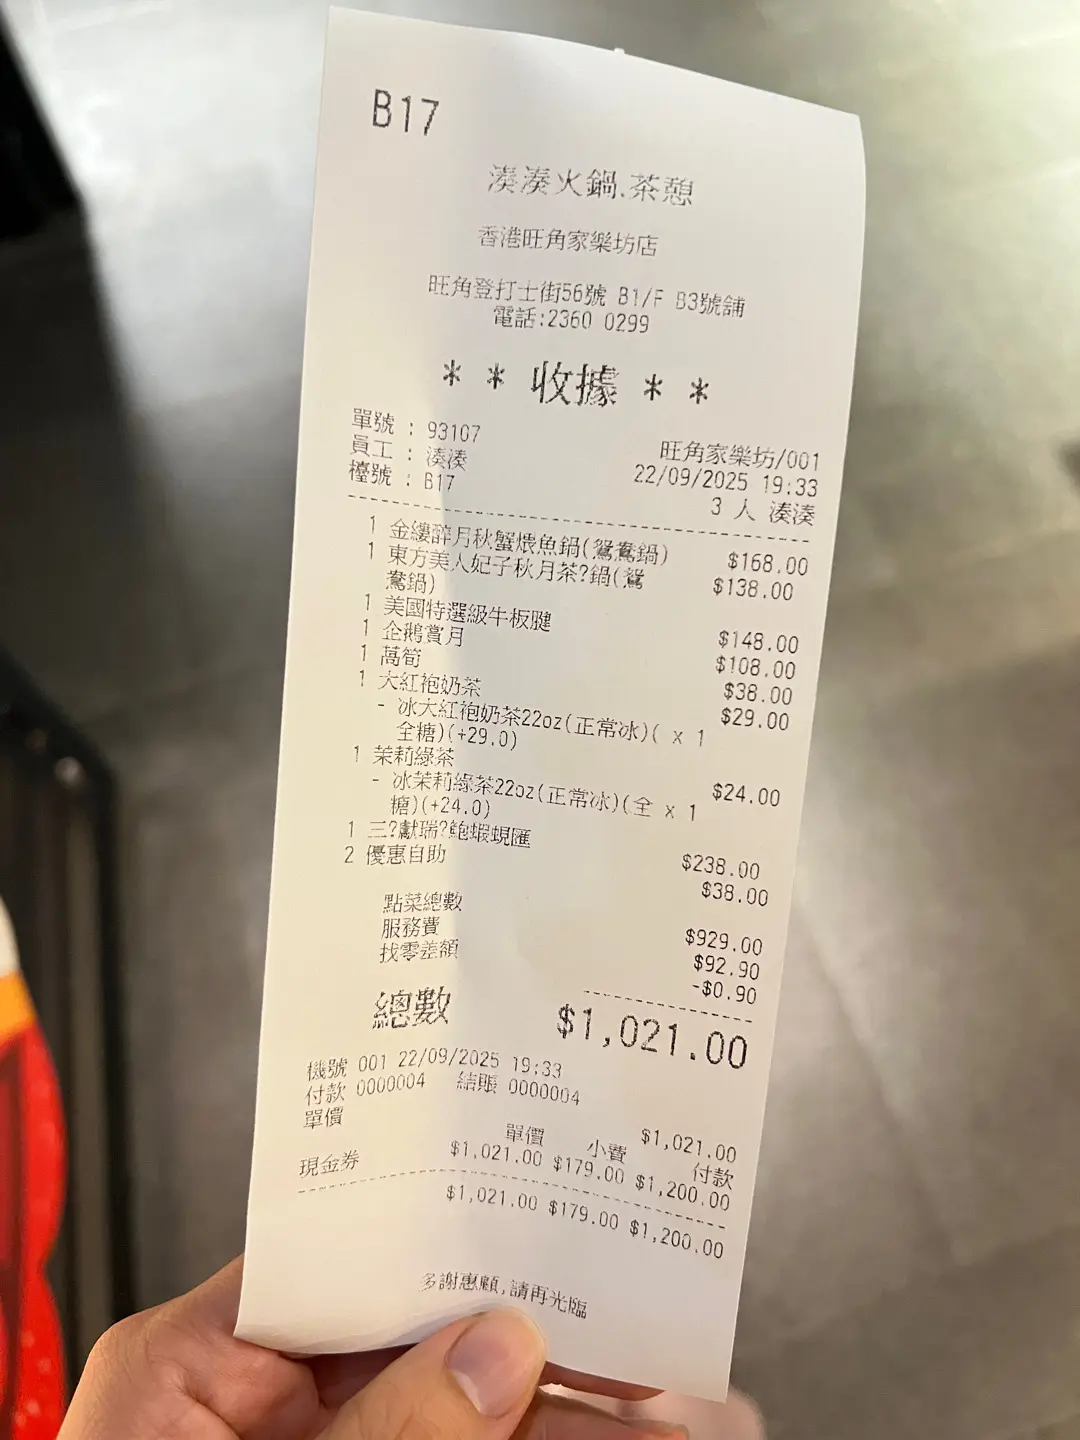 B17
湊湊火鍋.茶憩
香港旺角家樂坊店
旺角登打士街56號 B1/F B3號舖
電話:2360 0299
* * 收據 * *
單號 : 93107
旺角家樂坊/001
員工 : 湊湊
22/09/2025 19:33
檯號 : B17
3 人 湊湊
1 金縷醉月秋蟹煨魚鍋(鴛鴦鍋) $168.00
1 東方美人妃子秋月茶?鍋(鴛 $138.00
鴦鍋)
1 美國特選級牛板腱 $148.00
1 企鵝賞月 $108.00
1 萵筍 $38.00
1 大紅袍奶茶 $29.00
- 冰大紅袍奶茶22oz(正常冰)( x 1
全糖)(+29.0)
1 茉莉綠茶 $24.00
- 冰茉莉綠茶22oz(正常冰)(全 x 1
糖)(+24.0)
1 三?獻瑞?鮑蝦蜆匯 $238.00
2 優惠自助 $38.00
點菜總數 $929.00
服務費 $92.90
找零差額 -$0.90
總數 $1,021.00
機號 001 22/09/2025 19:33
付款 0000004 結賬 0000004
單價 $1,021.00
單價 小費 付款
現金券 $1,021.00 $179.00 $1,200.00
$1,021.00 $179.00 $1,200.00
多謝惠顧,請再光臨